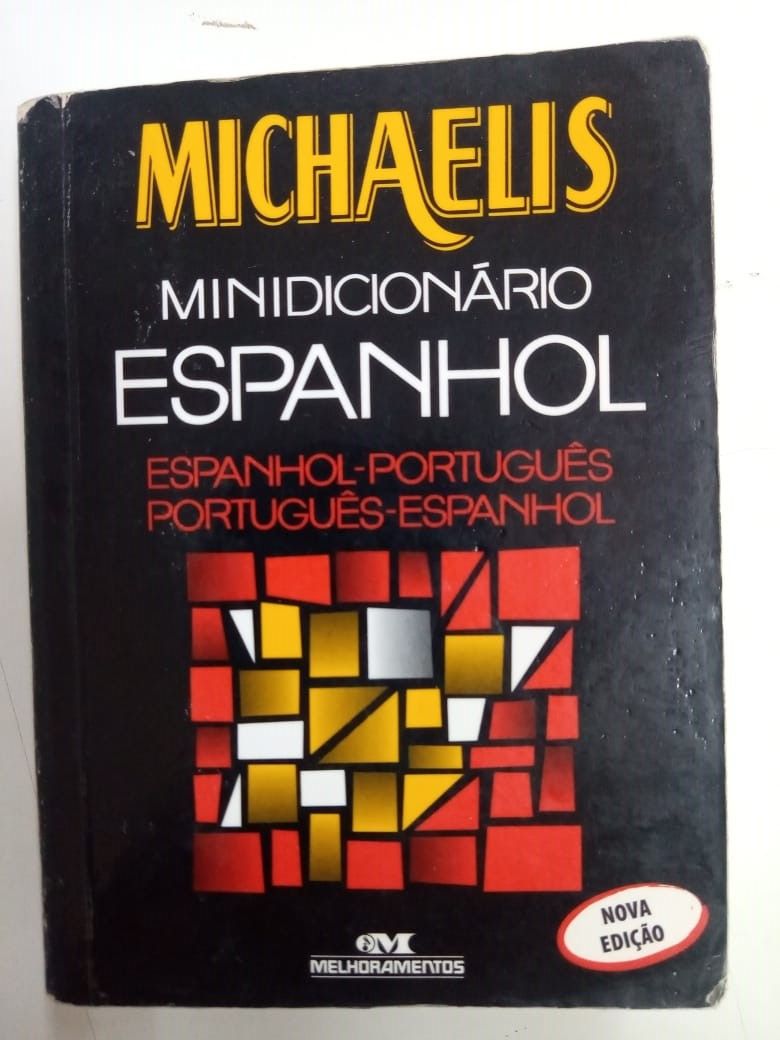 MICHAELIS
MINIDICIONÁRIO
ESPANHOL
ESPANHOL-PORTUGUÊS
PORTUGUÊS-ESPANHOL
NOVA
EDIÇÃO
MELHORAMENTOS